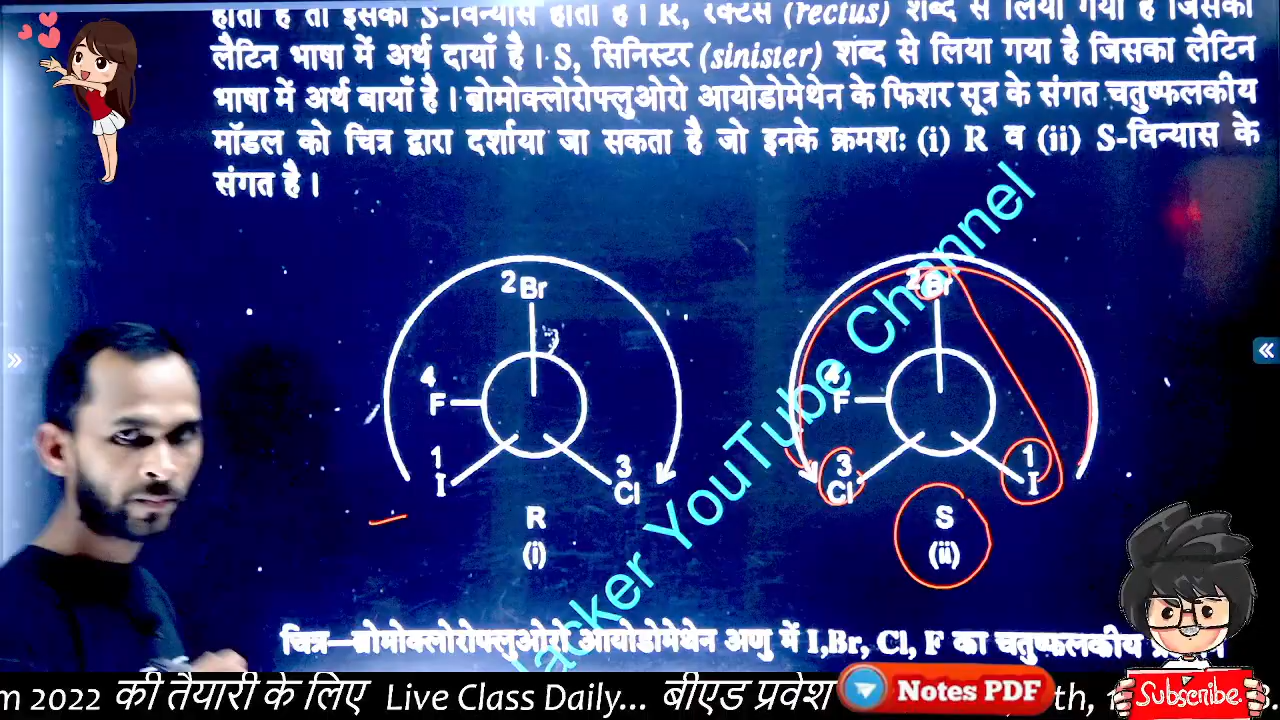 होता है तो इसका S-विन्यास होता है। R, रेक्टस (rectus) शब्द से लिया गया है जिसका
लैटिन भाषा में अर्थ दायाँ है। S, सिनिस्टर (sinister) शब्द से लिया गया है जिसका लैटिन
भाषा में अर्थ बायाँ है। ब्रोमोक्लोरोफ्लुओरो आयोडोमेथेन के फिशर सूत्र के संगत चतुष्फलकीय
मॉडल को चित्र द्वारा दर्शाया जा सकता है जो इनके क्रमशः (i) R व (ii) S-विन्यास के
संगत है।
2 Br
4
F
1
I
3
Cl
R
(i)
2 Br
4
F
3
Cl
1
I
S
(ii)
YouTube Channel
चित्र—ब्रोमोक्लोरोफ्लुओरो आयोडोमेथेन अणु में I,Br, Cl, F का चतुष्फलकीय
2022 की तैयारी के लिए Live Class Daily... बीएड प्रवेश
Notes PDF
Subscribe